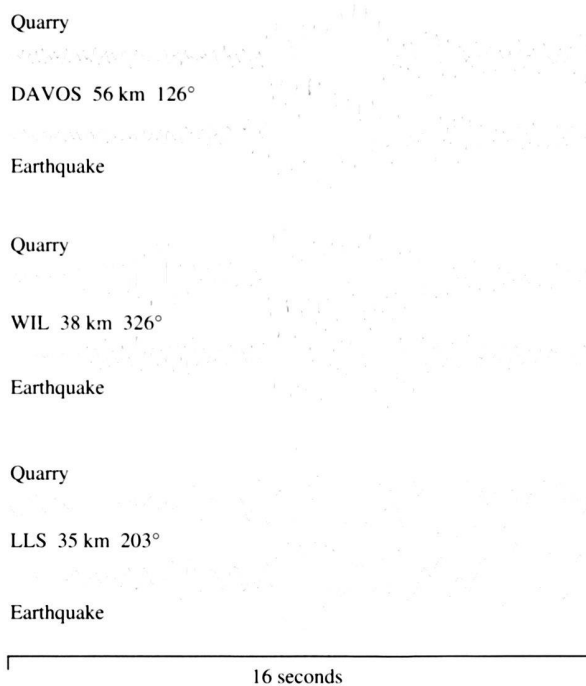 Quarry
DAVOS 56 km 126°
Earthquake
Quarry
WIL 38 km 326°
Earthquake
Quarry
LLS 35 km 203°
Earthquake
16 seconds